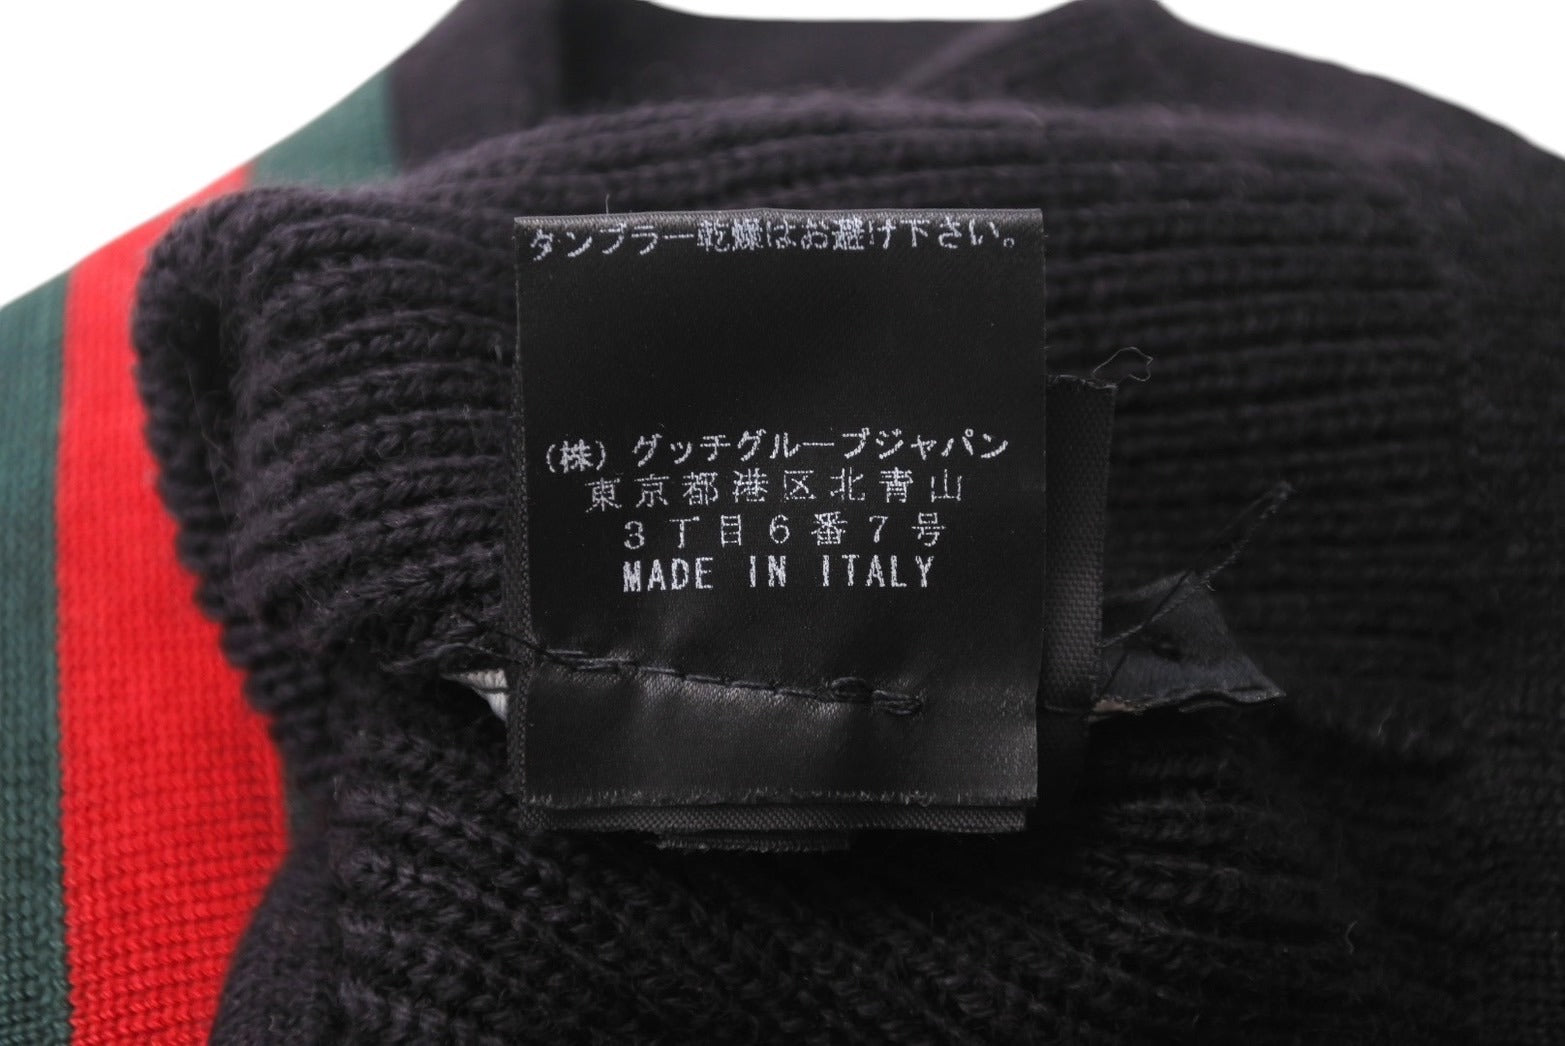 タンブラー乾燥はお避け下さい。
(株) グッチグループジャパン
東京都港区北青山
3丁目6番7号
MADE IN ITALY